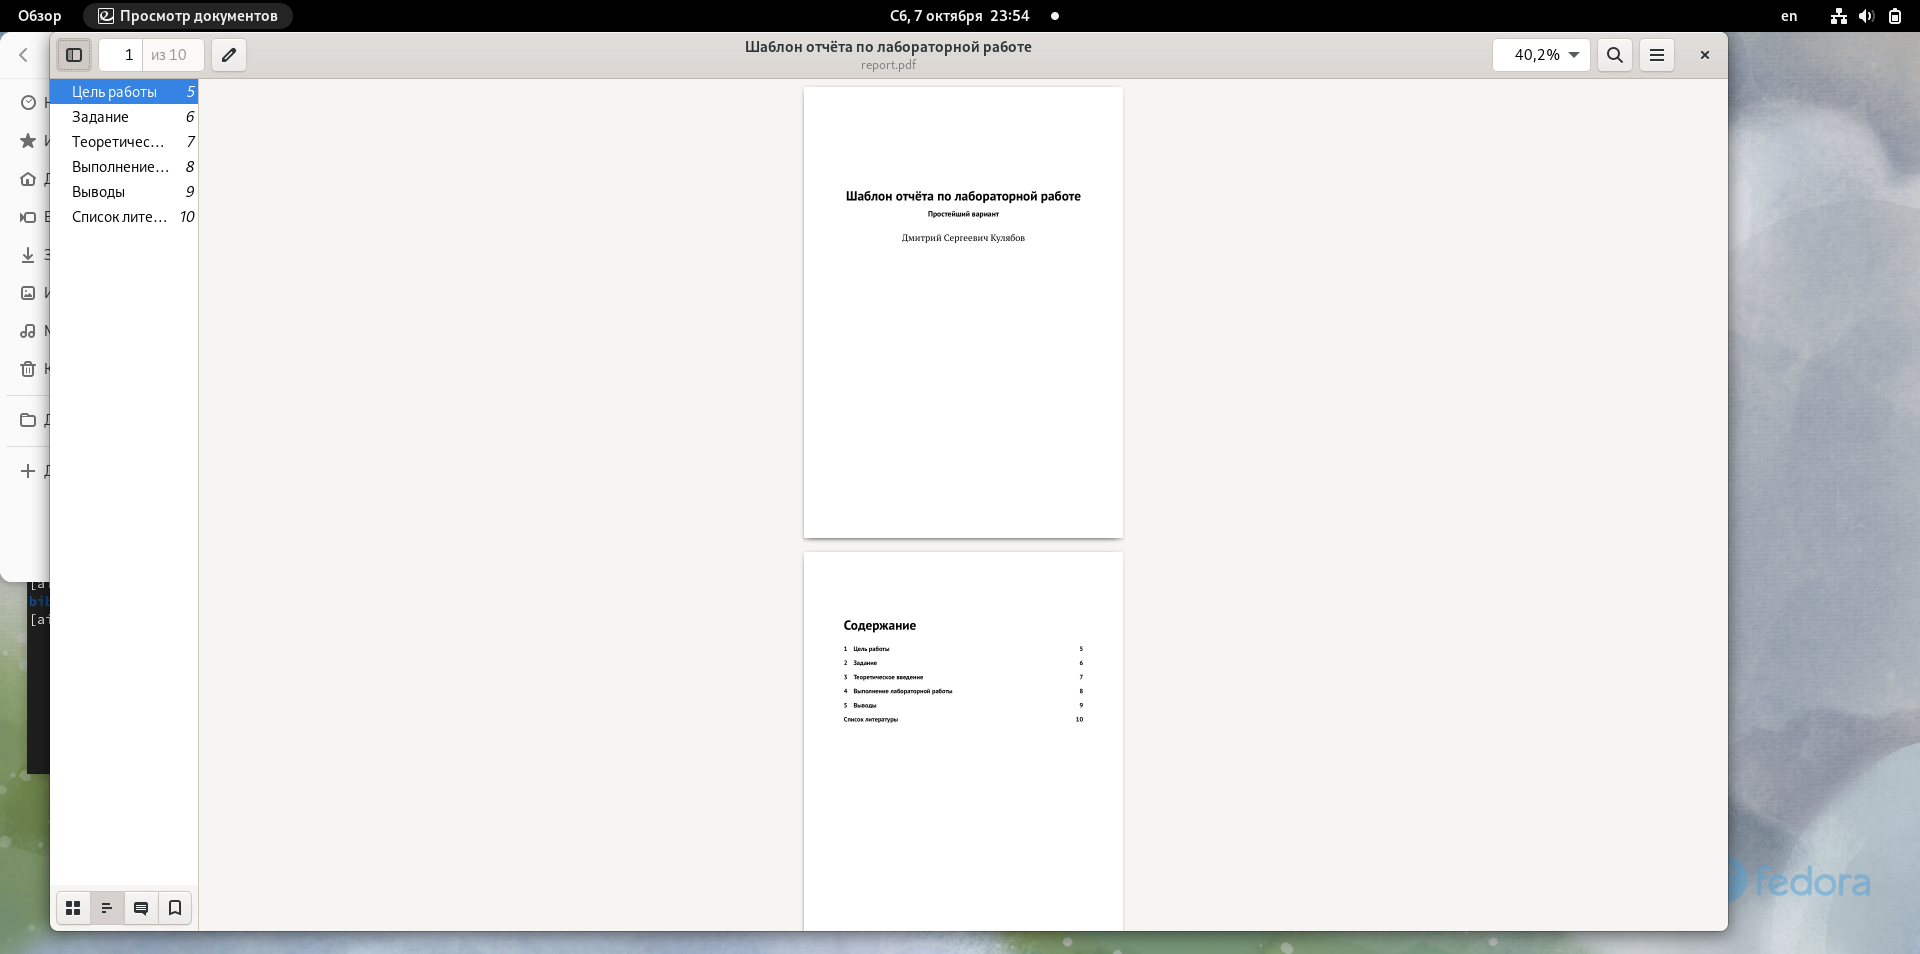 Обзор
Просмотр документов
Сб, 7 октября 23:54
en
1 из 10
Шаблон отчёта по лабораторной работе
report.pdf
40,2%
Цель работы 5
Задание 6
Теоретичес… 7
Выполнение… 8
Выводы 9
Список лите… 10
Шаблон отчёта по лабораторной работе
Простейший вариант
Дмитрий Сергеевич Кулябов
Содержание
1 Цель работы 5
2 Задание 6
3 Теоретическое введение 7
4 Выполнение лабораторной работы 8
5 Выводы 9
Список литературы 10
fedora